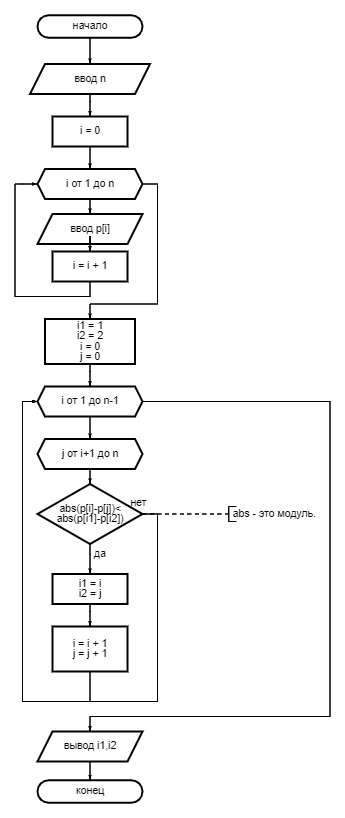 начало
ввод n
i = 0
i от 1 до n
ввод p[i]
i = i + 1
i1 = 1
i2 = 2
i = 0
j = 0
i от 1 до n-1
j от i+1 до n
abs(p[i]-p[j])<
abs(p[i1]-p[i2])
нет
abs - это модуль.
да
i1 = i
i2 = j
i = i + 1
j = j + 1
вывод i1,i2
конец